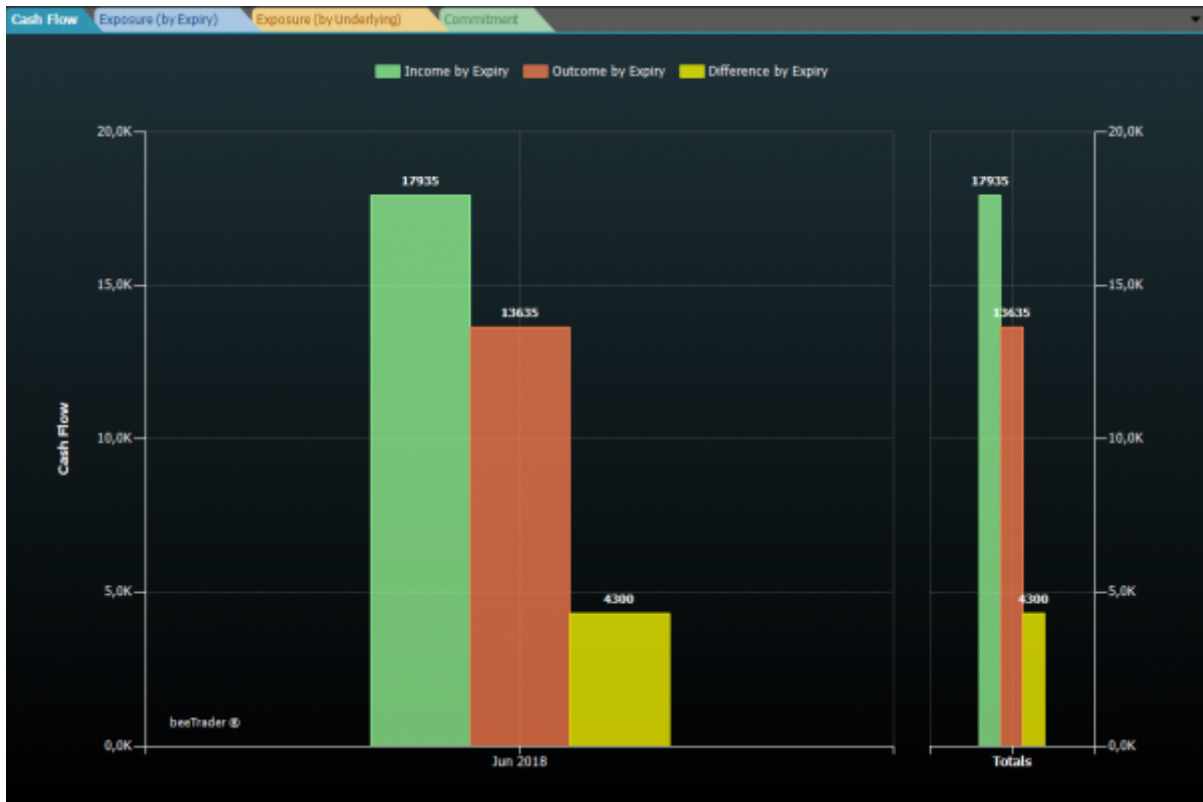 Cash Flow Exposure (by Expiry) Exposure (by Underlying) Commitment
Income by Expiry Outcome by Expiry Difference by Expiry
20,0K 20,0K
17935 17935
13635 13635
15,0K 15,0K
10,0K 10,0K
Cash Flow
5,0K 5,0K
4300 4300
beeTrader ®
0,0K 0,0K
Jun 2018 Totals